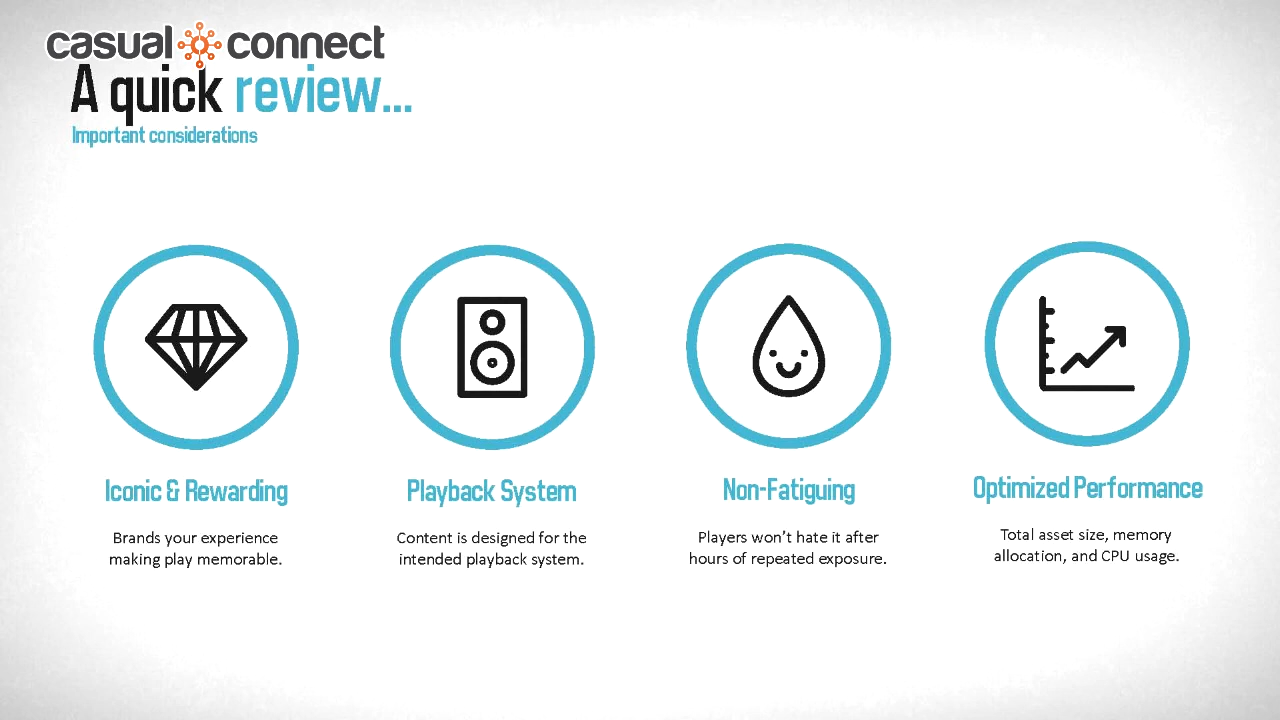 casual connect
A quick review...
Important considerations
Iconic & Rewarding
Brands your experience
making play memorable.
Playback System
Content is designed for the
intended playback system.
Non-Fatiguing
Players won't hate it after
hours of repeated exposure.
Optimized Performance
Total asset size, memory
allocation, and CPU usage.